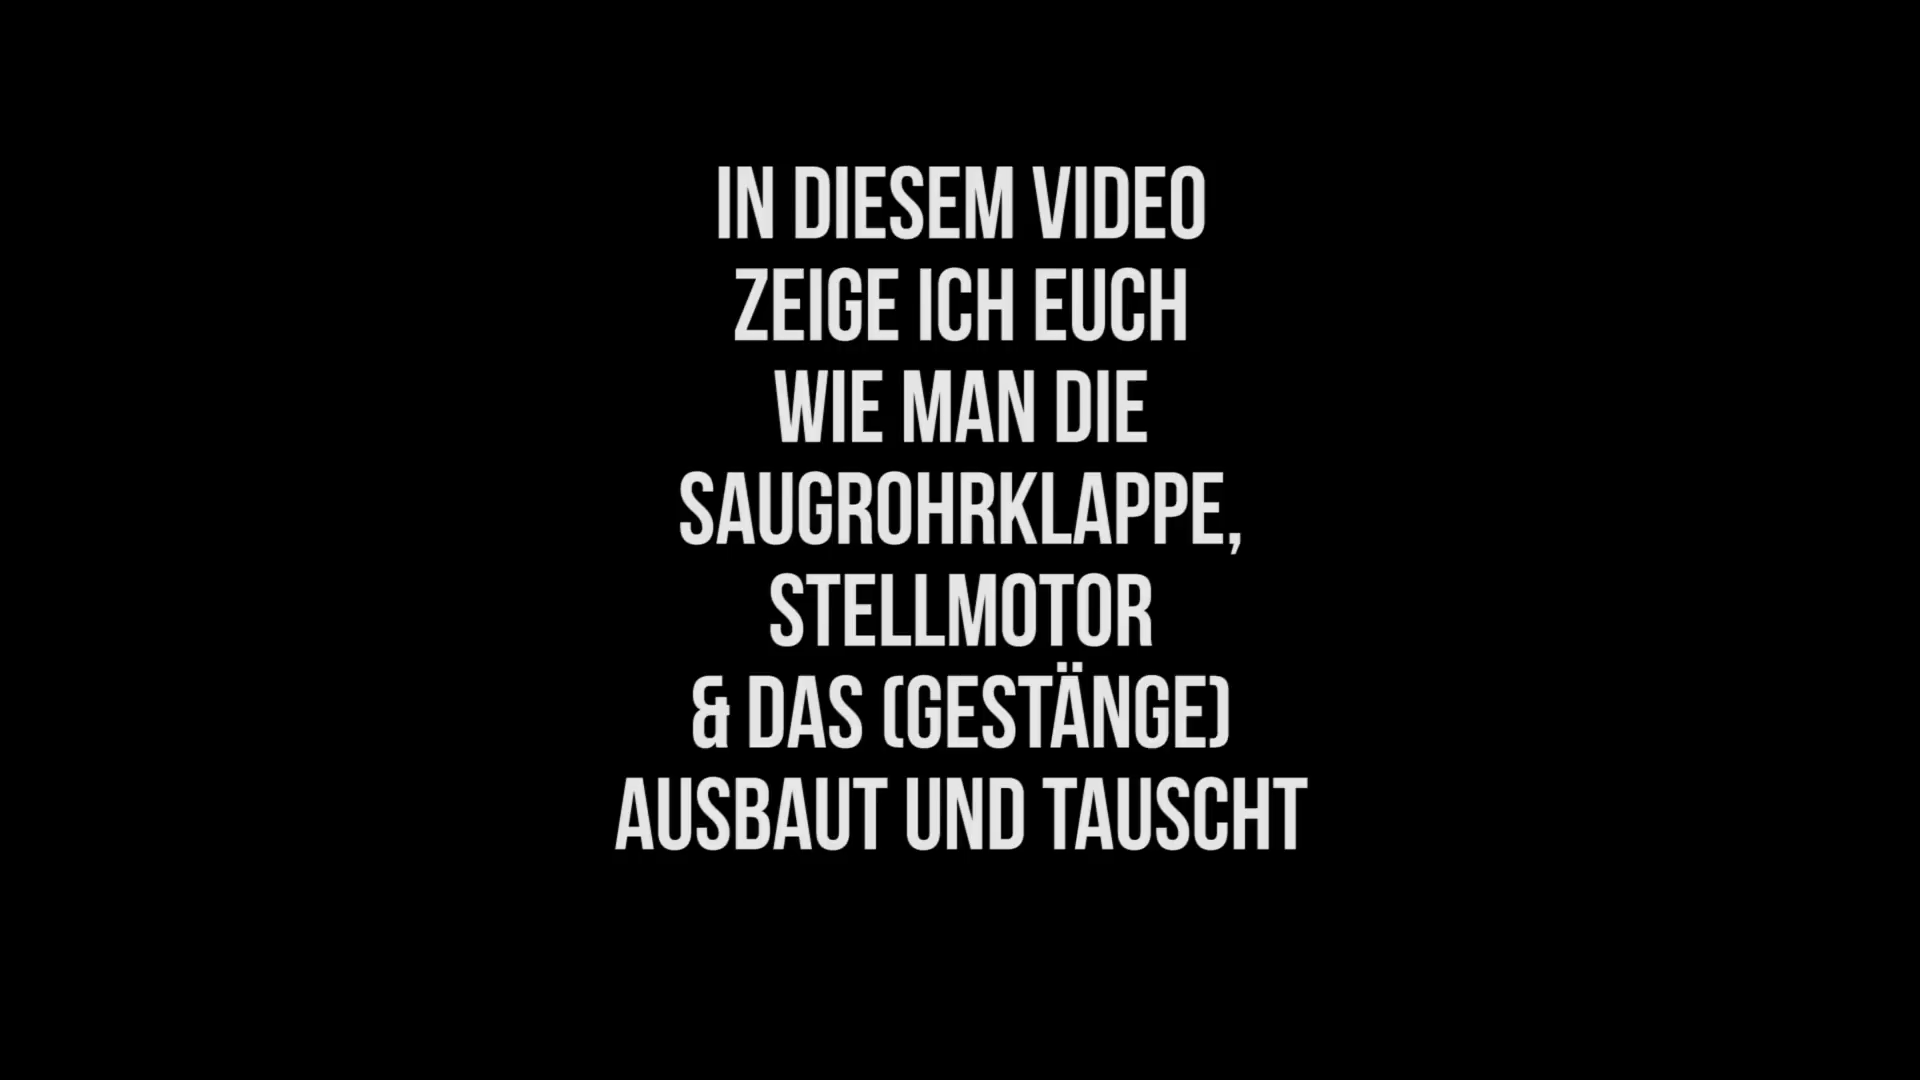 IN DIESEM VIDEO
ZEIGE ICH EUCH
WIE MAN DIE
SAUGROHRKLAPPE,
STELLMOTOR
& DAS (GESTÄNGE)
AUSBAUT UND TAUSCHT